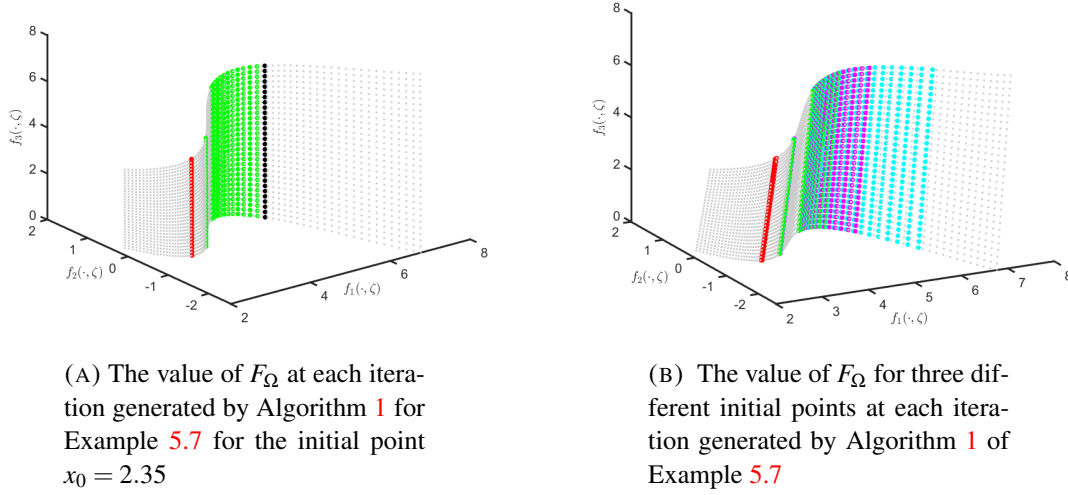 8
6
4
2
0
f₃(·, ζ)
2
1
0
-1
-2
f₂(·, ζ)
2
4
6
8
f₁(·, ζ)
8
6
4
2
0
f₃(·, ζ)
2
1
0
-1
-2
f₂(·, ζ)
2
3
4
5
6
7
8
f₁(·, ζ)
(A) The value of F_Ω at each itera-
tion generated by Algorithm 1 for
Example 5.7 for the initial point
x₀ = 2.35
(B) The value of F_Ω for three dif-
ferent initial points at each itera-
tion generated by Algorithm 1 of
Example 5.7